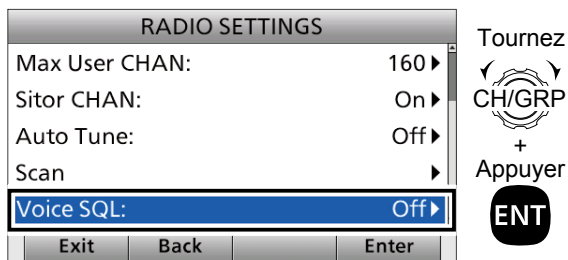 RADIO SETTINGS
Max User CHAN: 160
Sitor CHAN: On
Auto Tune: Off
Scan
Voice SQL: Off
Exit Back Enter
Tournez
CH/GRP
+
Appuyer
ENT